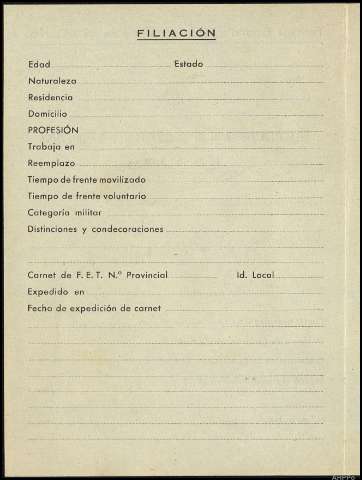 FILIACIÓN
Edad Estado
Naturaleza
Residencia
Domicilio
PROFESIÓN
Trabaja en
Reemplazo
Tiempo de frente movilizado
Tiempo de frente voluntario
Categoría militar
Distinciones y condecoraciones
Carnet de F. E. T. N.º Provincial Id. Local
Expedido en
Fecha de expedición de carnet